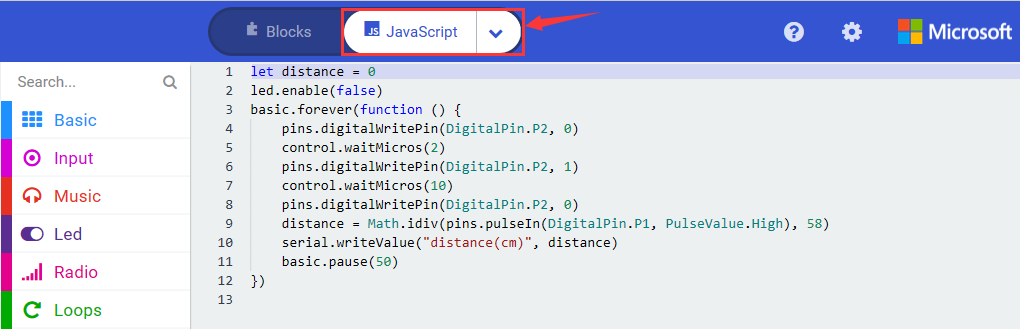 Blocks
JS JavaScript
Microsoft
Search...
Basic
Input
Music
Led
Radio
Loops
1 let distance = 0
2 led.enable(false)
3 basic.forever(function () {
4     pins.digitalWritePin(DigitalPin.P2, 0)
5     control.waitMicros(2)
6     pins.digitalWritePin(DigitalPin.P2, 1)
7     control.waitMicros(10)
8     pins.digitalWritePin(DigitalPin.P2, 0)
9     distance = Math.idiv(pins.pulseIn(DigitalPin.P1, PulseValue.High), 58)
10     serial.writeValue("distance(cm)", distance)
11     basic.pause(50)
12 })
13